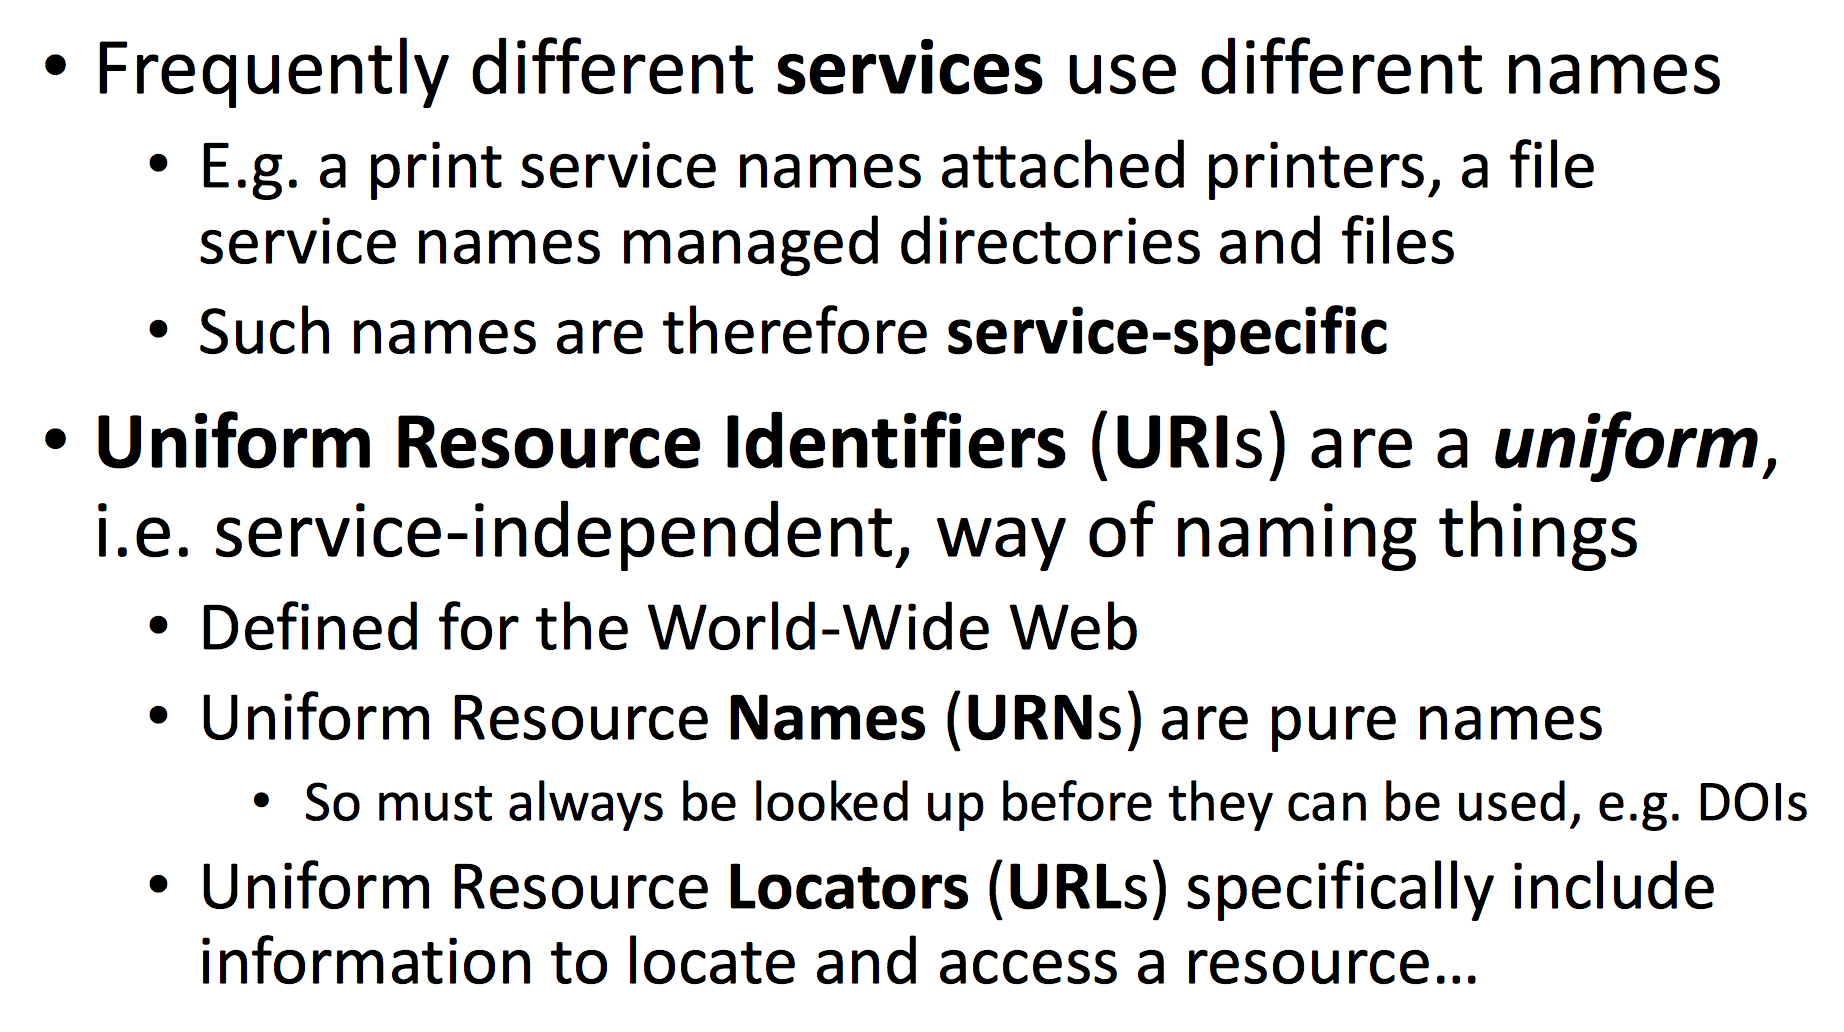 • Frequently different services use different names
• E.g. a print service names attached printers, a file
service names managed directories and files
• Such names are therefore service-specific
• Uniform Resource Identifiers (URIs) are a uniform,
i.e. service-independent, way of naming things
• Defined for the World-Wide Web
• Uniform Resource Names (URNs) are pure names
• So must always be looked up before they can be used, e.g. DOIs
• Uniform Resource Locators (URLs) specifically include
information to locate and access a resource...